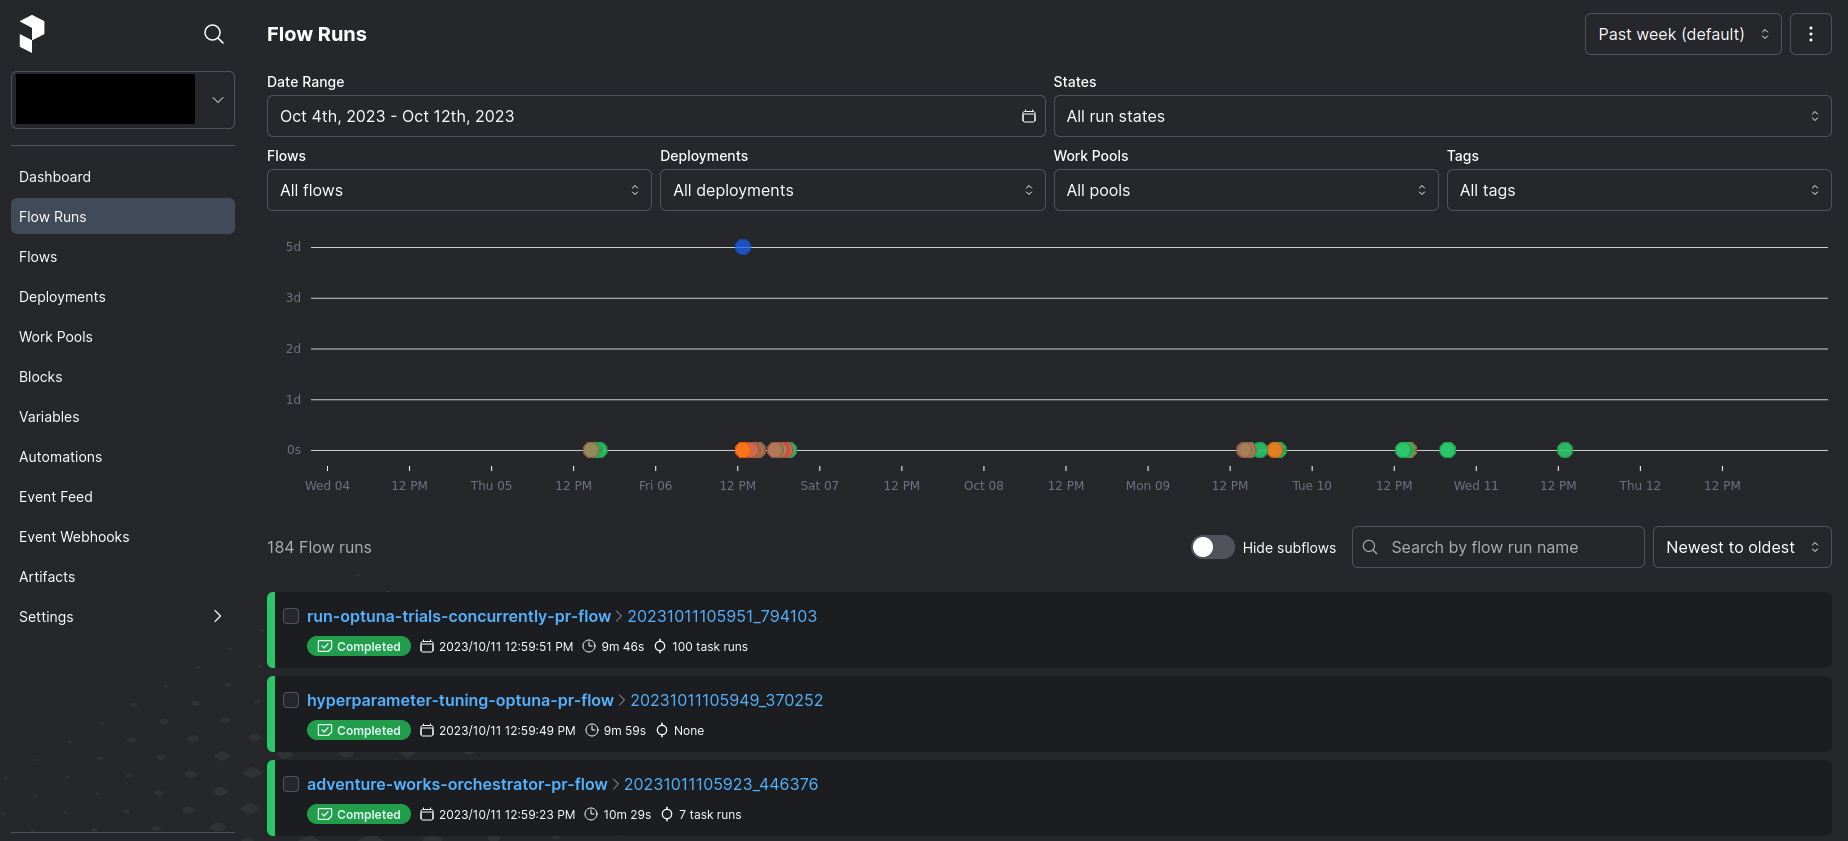 Flow Runs
Past week (default)
Date Range
States
Oct 4th, 2023 - Oct 12th, 2023
All run states
Flows
Deployments
Work Pools
Tags
All flows
All deployments
All pools
All tags
Dashboard
Flow Runs
Flows
Deployments
Work Pools
Blocks
Variables
Automations
Event Feed
Event Webhooks
Artifacts
Settings
5d
3d
2d
1d
0s
Wed 04 12 PM Thu 05 12 PM Fri 06 12 PM Sat 07 12 PM Oct 08 12 PM Mon 09 12 PM Tue 10 12 PM Wed 11 12 PM Thu 12 12 PM
184 Flow runs
Hide subflows
Search by flow run name
Newest to oldest
run-optuna-trials-concurrently-pr-flow > 20231011105951_794103
Completed 2023/10/11 12:59:51 PM 9m 46s 100 task runs
hyperparameter-tuning-optuna-pr-flow > 20231011105949_370252
Completed 2023/10/11 12:59:49 PM 9m 59s None
adventure-works-orchestrator-pr-flow > 20231011105923_446376
Completed 2023/10/11 12:59:23 PM 10m 29s 7 task runs